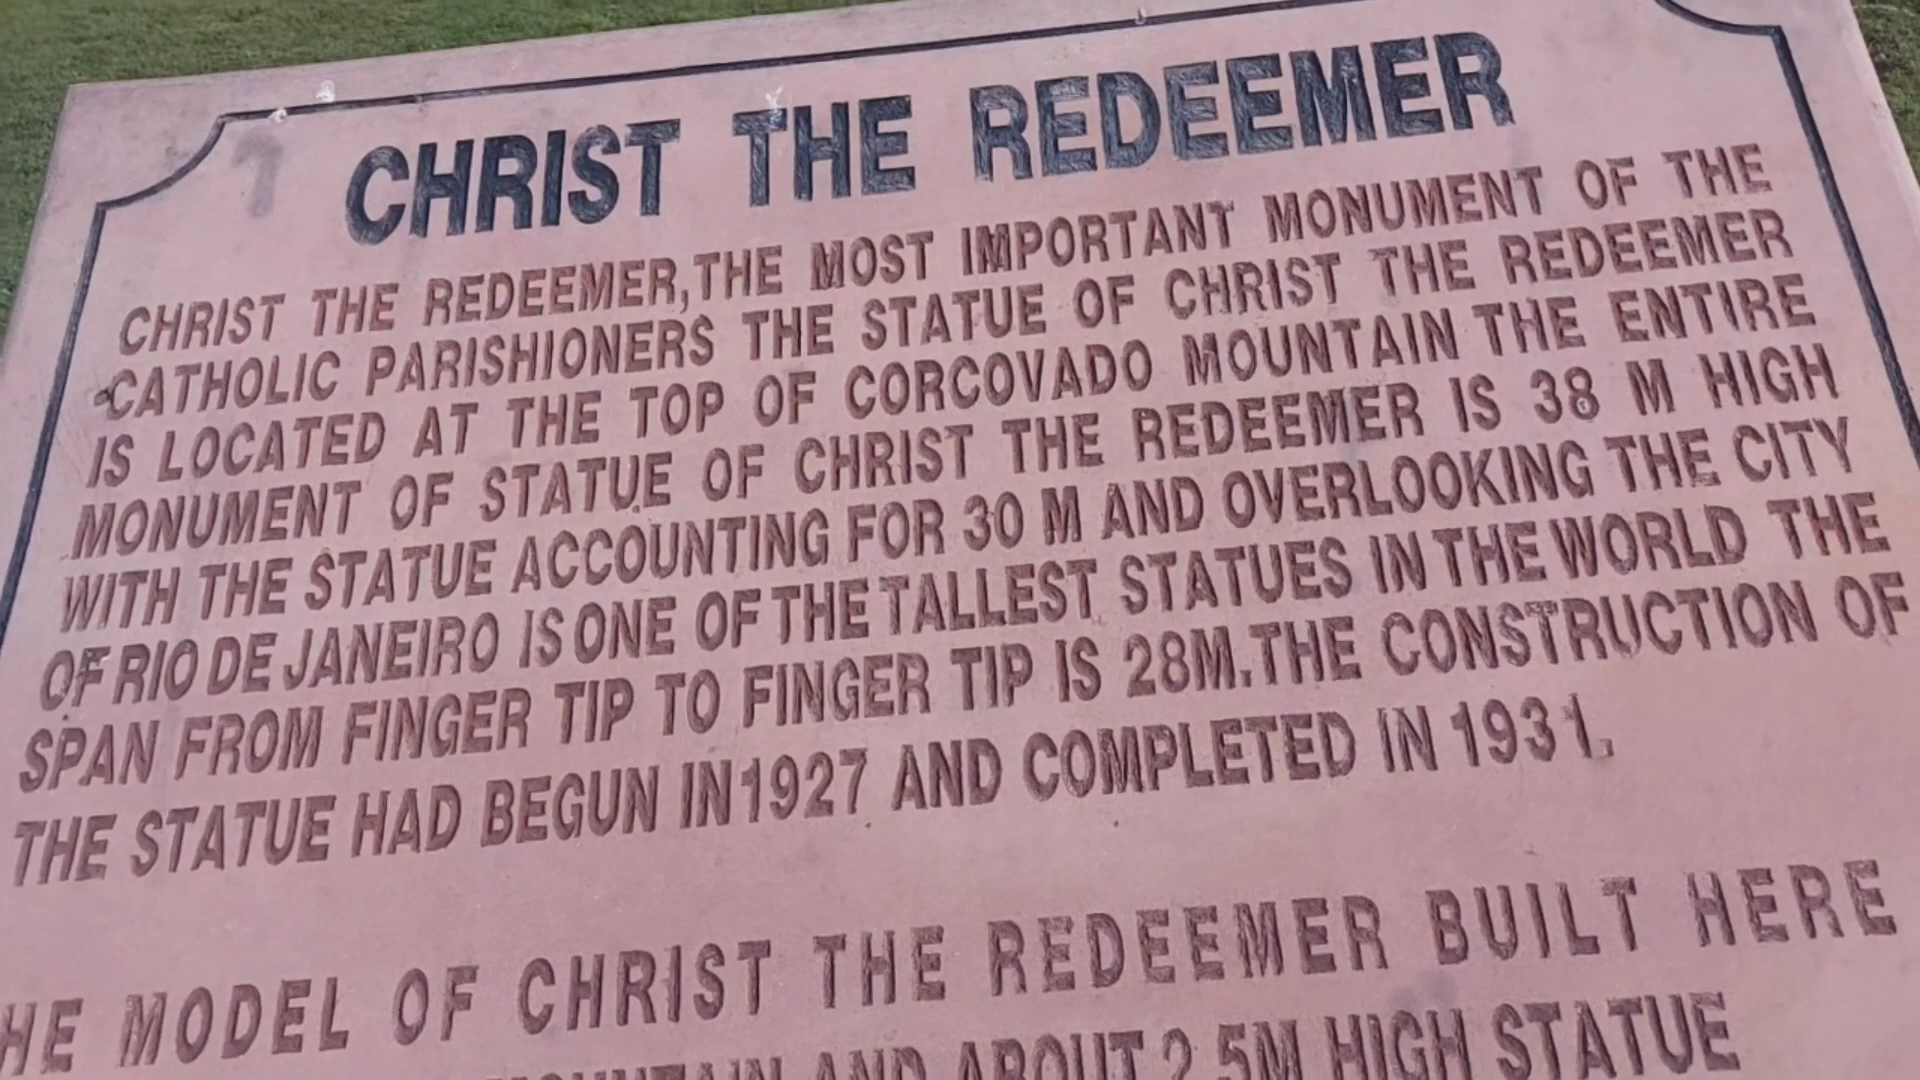 CHRIST THE REDEEMER
CHRIST THE REDEEMER,THE MOST IMPORTANT MONUMENT OF THE
CATHOLIC PARISHIONERS THE STATUE OF CHRIST THE REDEEMER
IS LOCATED AT THE TOP OF CORCOVADO MOUNTAIN THE ENTIRE
MONUMENT OF STATUE OF CHRIST THE REDEEMER IS 38 M HIGH
WITH THE STATUE ACCOUNTING FOR 30 M AND OVERLOOKING THE CITY
OF RIO DE JANEIRO IS ONE OF THE TALLEST STATUES IN THE WORLD THE
SPAN FROM FINGER TIP TO FINGER TIP IS 28M.THE CONSTRUCTION OF
THE STATUE HAD BEGUN IN 1927 AND COMPLETED IN 1931.
HE MODEL OF CHRIST THE REDEEMER BUILT HERE
MOUNTAIN AND ABOUT 2.5M HIGH STATUE